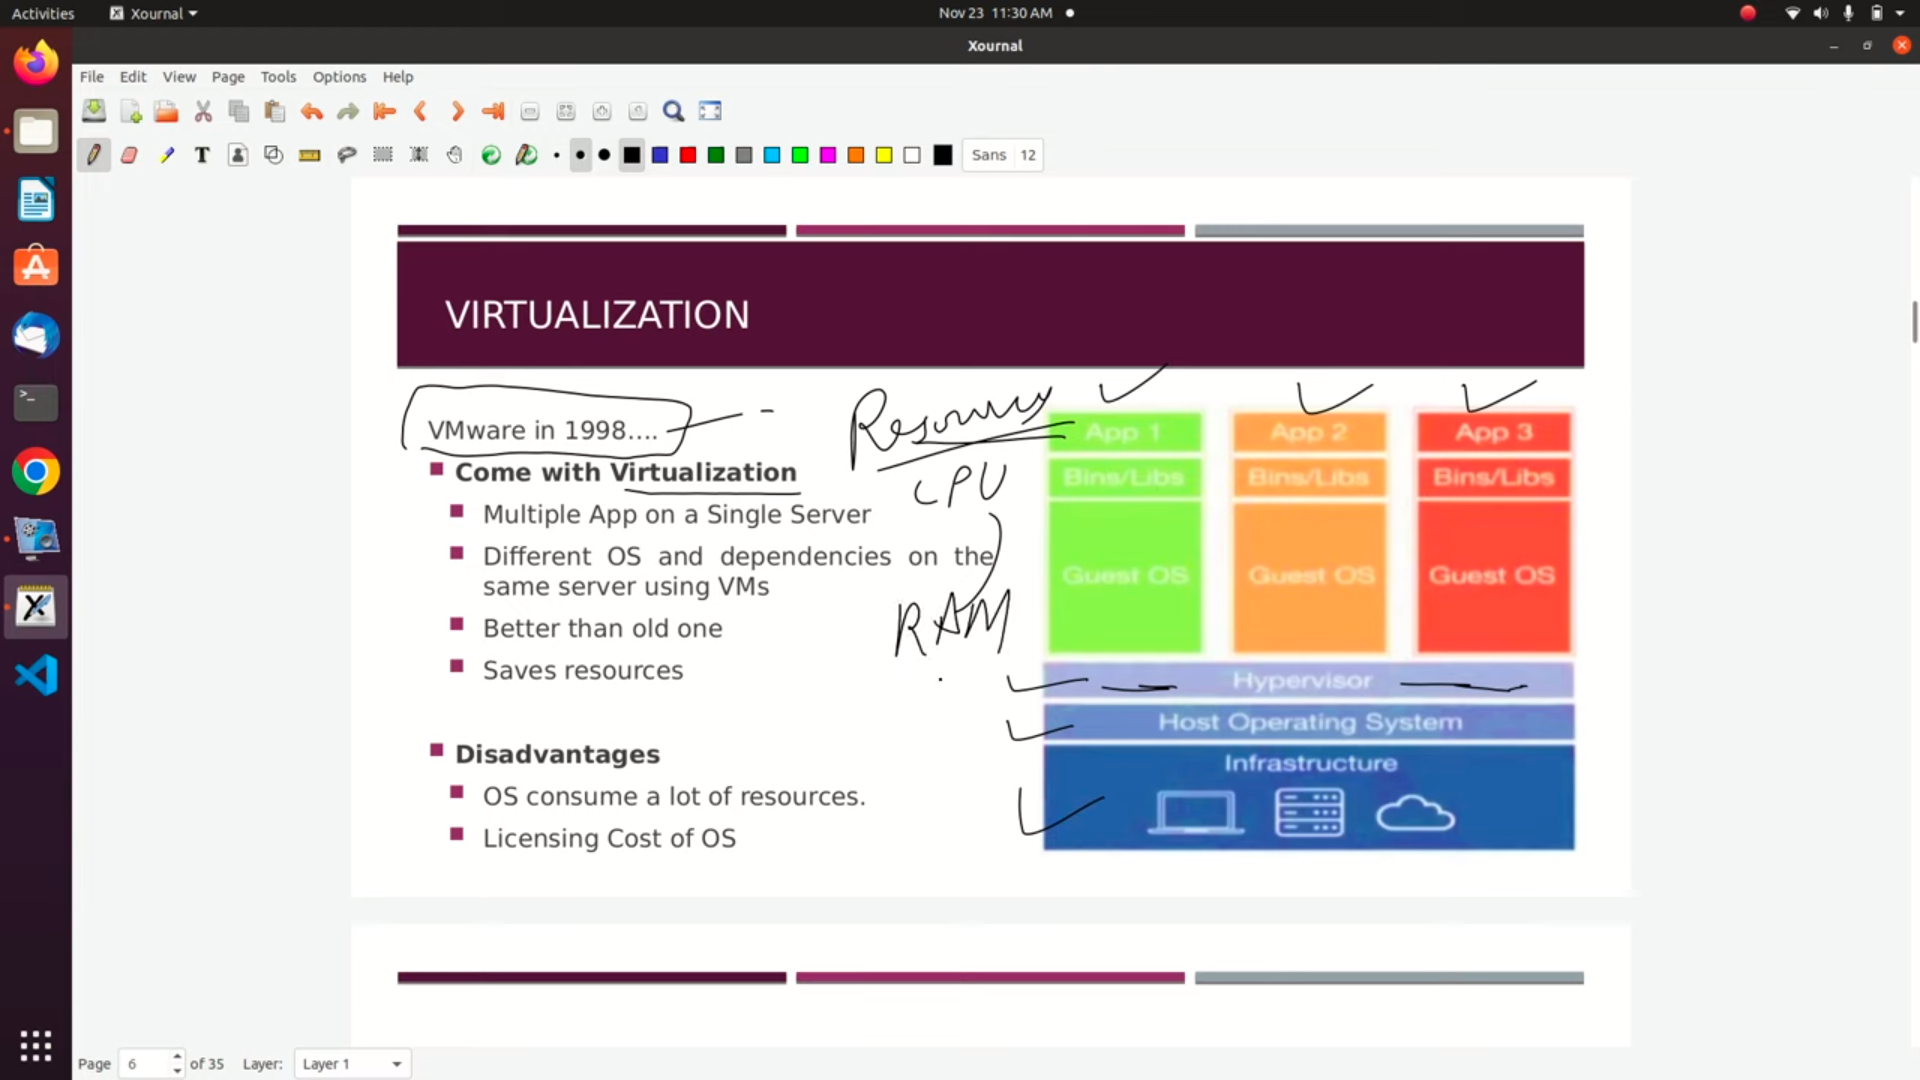 Activities
Xournal
Nov 23 11:30 AM
Xournal
File Edit View Page Tools Options Help
T
Sans 12
VIRTUALIZATION
VMware in 1998....
Come with Virtualization
Multiple App on a Single Server
Different OS and dependencies on the
same server using VMs
Better than old one
Saves resources
Disadvantages
OS consume a lot of resources.
Licensing Cost of OS
CPU
RAM
App 1 App 2 App 3
Bins/Libs Bins/Libs Bins/Libs
Guest OS Guest OS Guest OS
Hypervisor
Host Operating System
Infrastructure
Page 6 of 35 Layer: Layer 1